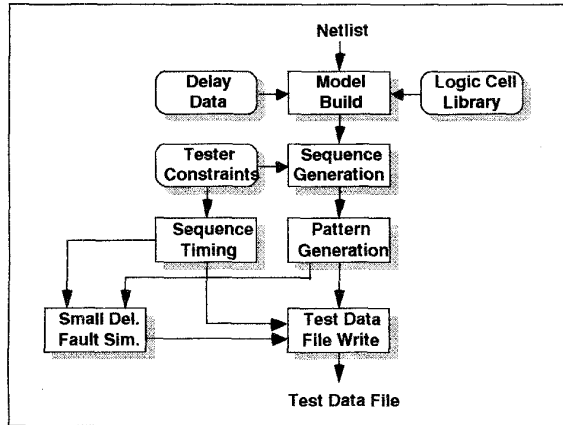 Netlist
Delay
Data
Model
Build
Logic Cell
Library
Tester
Constraints
Sequence
Generation
Sequence
Timing
Pattern
Generation
Small Del.
Fault Sim.
Test Data
File Write
Test Data File